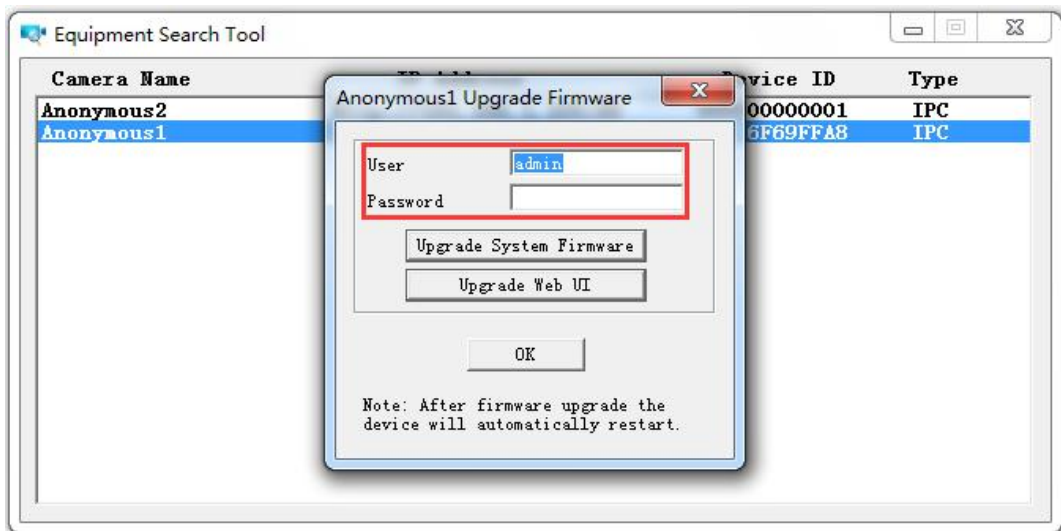 Equipment Search Tool
Camera Name Type
Anonymous2 00000001 IPC
Anonymous1 6F69FFA8 IPC
Anonymous1 Upgrade Firmware
User admin
Password
Upgrade System Firmware
Upgrade Web UI
OK
Note: After firmware upgrade the
device will automatically restart.